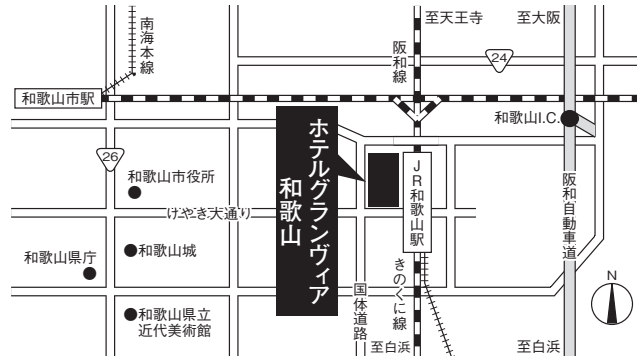 至天王寺
至大阪
南海本線
阪和線
24
和歌山市駅
和歌山I.C.
26
ホテルグランヴィア
和歌山
和歌山市役所
JR和歌山駅
阪和自動車道
けやき大通り
和歌山城
和歌山県庁
きのくに線
国体道路
N
和歌山県立
近代美術館
至白浜
至白浜